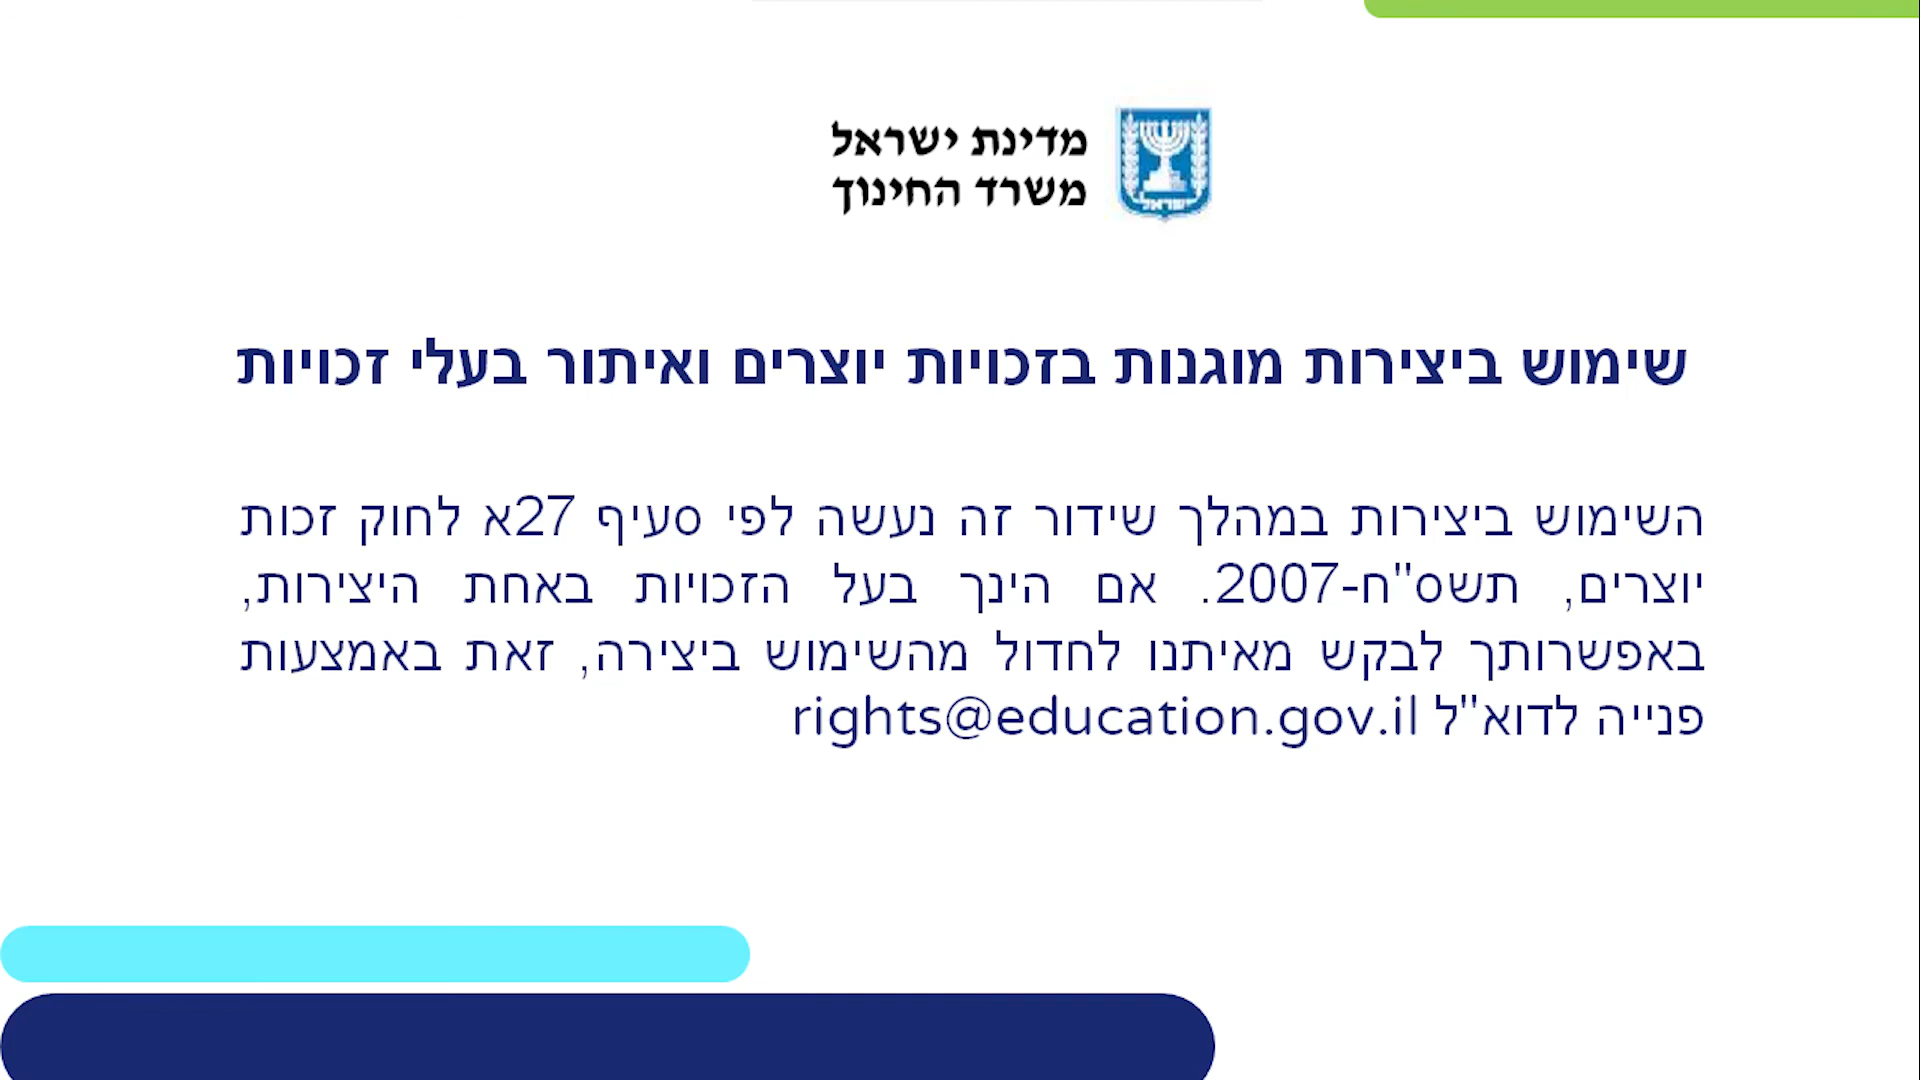 מדינת ישראל
משרד החינוך
ישראל
שימוש ביצירות מוגנות בזכויות יוצרים ואיתור בעלי זכויות
השימוש ביצירות במהלך שידור זה נעשה לפי סעיף 27א לחוק זכות
יוצרים, תשס"ח-2007. אם הינך בעל הזכויות באחת היצירות,
באפשרותך לבקש מאיתנו לחדול מהשימוש ביצירה, זאת באמצעות
פנייה לדוא"ל rights@education.gov.il